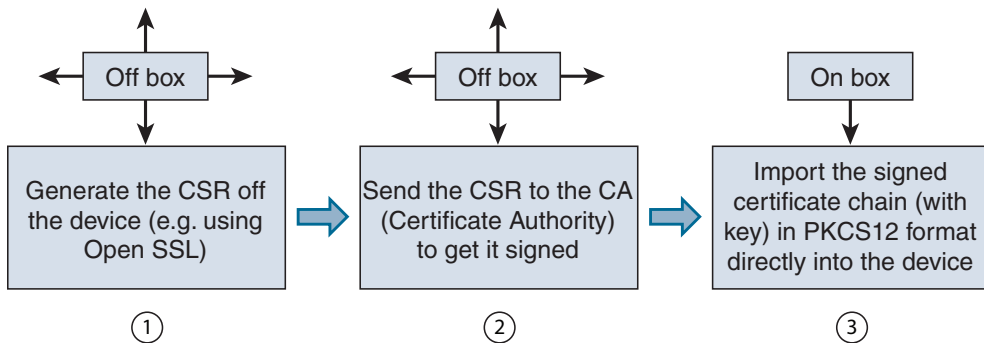 Off box
Off box
On box
Generate the CSR off
the device (e.g. using
Open SSL)
Send the CSR to the CA
(Certificate Authority)
to get it signed
Import the signed
certificate chain (with
key) in PKCS12 format
directly into the device
1
2
3